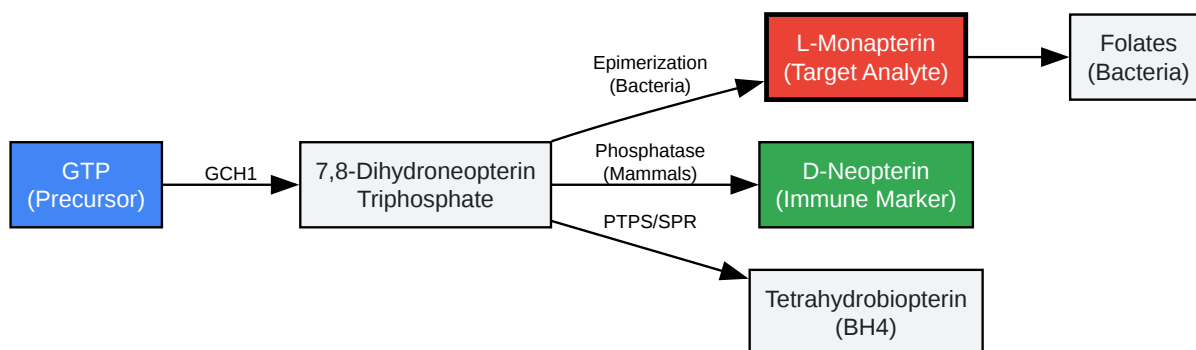 GTP
(Precursor)
GCH1
7,8-Dihydroneopterin
Triphosphate
Epimerization
(Bacteria)
L-Monapterin
(Target Analyte)
Folates
(Bacteria)
Phosphatase
(Mammals)
D-Neopterin
(Immune Marker)
PTPS/SPR
Tetrahydrobiopterin
(BH4)